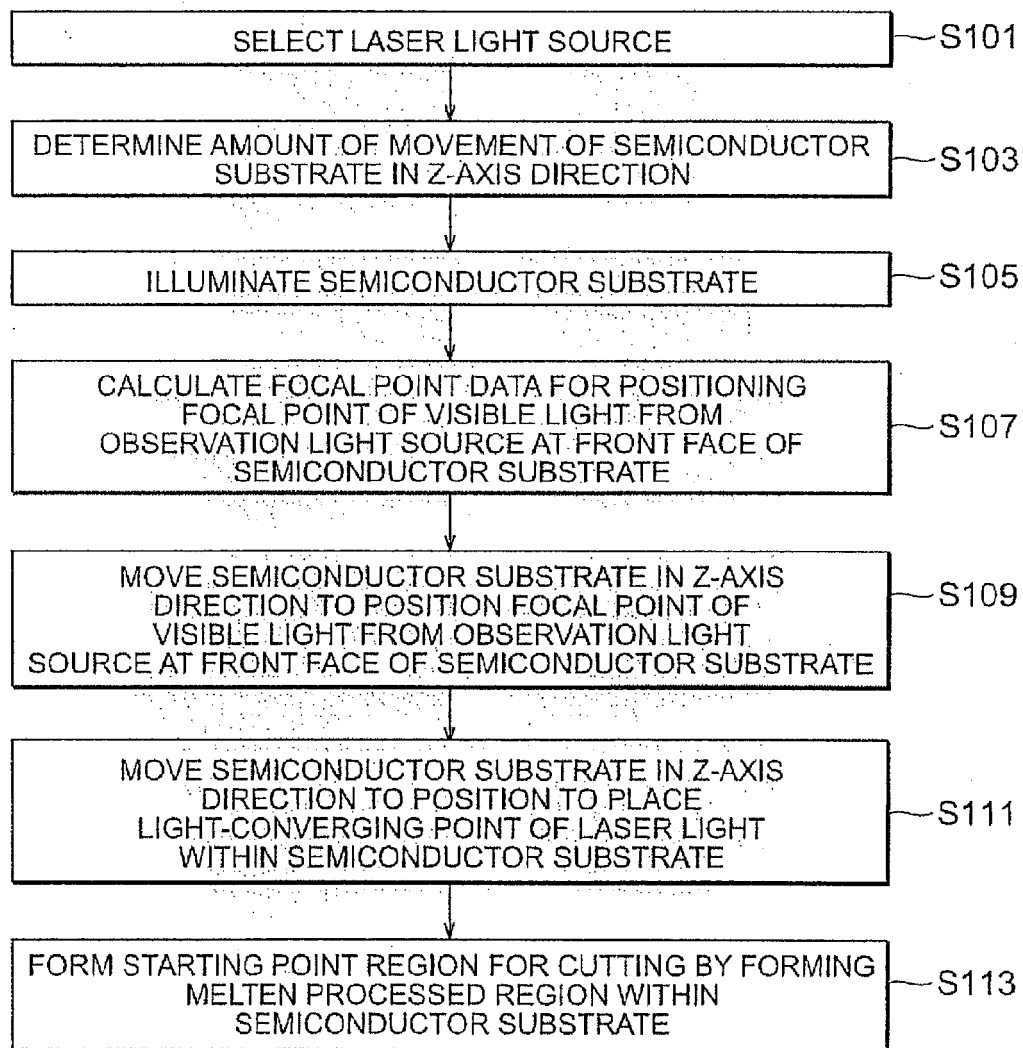 SELECT LASER LIGHT SOURCE
S101
DETERMINE AMOUNT OF MOVEMENT OF SEMICONDUCTOR
SUBSTRATE IN Z-AXIS DIRECTION
S103
ILLUMINATE SEMICONDUCTOR SUBSTRATE
S105
CALCULATE FOCAL POINT DATA FOR POSITIONING
FOCAL POINT OF VISIBLE LIGHT FROM
OBSERVATION LIGHT SOURCE AT FRONT FACE OF
SEMICONDUCTOR SUBSTRATE
S107
MOVE SEMICONDUCTOR SUBSTRATE IN Z-AXIS
DIRECTION TO POSITION FOCAL POINT OF
VISIBLE LIGHT FROM OBSERVATION LIGHT
SOURCE AT FRONT FACE OF SEMICONDUCTOR SUBSTRATE
S109
MOVE SEMICONDUCTOR SUBSTRATE IN Z-AXIS
DIRECTION TO POSITION TO PLACE
LIGHT-CONVERGING POINT OF LASER LIGHT
WITHIN SEMICONDUCTOR SUBSTRATE
S111
FORM STARTING POINT REGION FOR CUTTING BY FORMING
MELTEN PROCESSED REGION WITHIN
SEMICONDUCTOR SUBSTRATE
S113